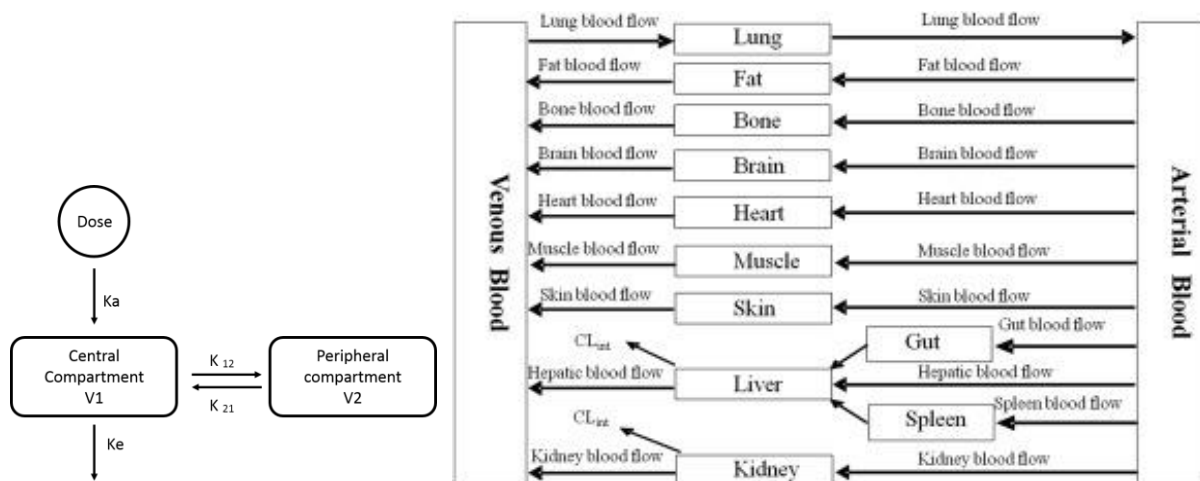 Dose
Ka
Central
Compartment
V1
K 12
K 21
Peripheral
compartment
V2
Ke
Venous Blood
Lung blood flow
Lung
Lung blood flow
Fat blood flow
Fat
Fat blood flow
Bone blood flow
Bone
Bone blood flow
Brain blood flow
Brain
Brain blood flow
Heart blood flow
Heart
Heart blood flow
Muscle blood flow
Muscle
Muscle blood flow
Skin blood flow
Skin
Skin blood flow
Gut
Gut blood flow
CLint
Hepatic blood flow
Liver
Hepatic blood flow
CLint
Spleen
Spleen blood flow
Kidney blood flow
Kidney
Kidney blood flow
Arterial Blood